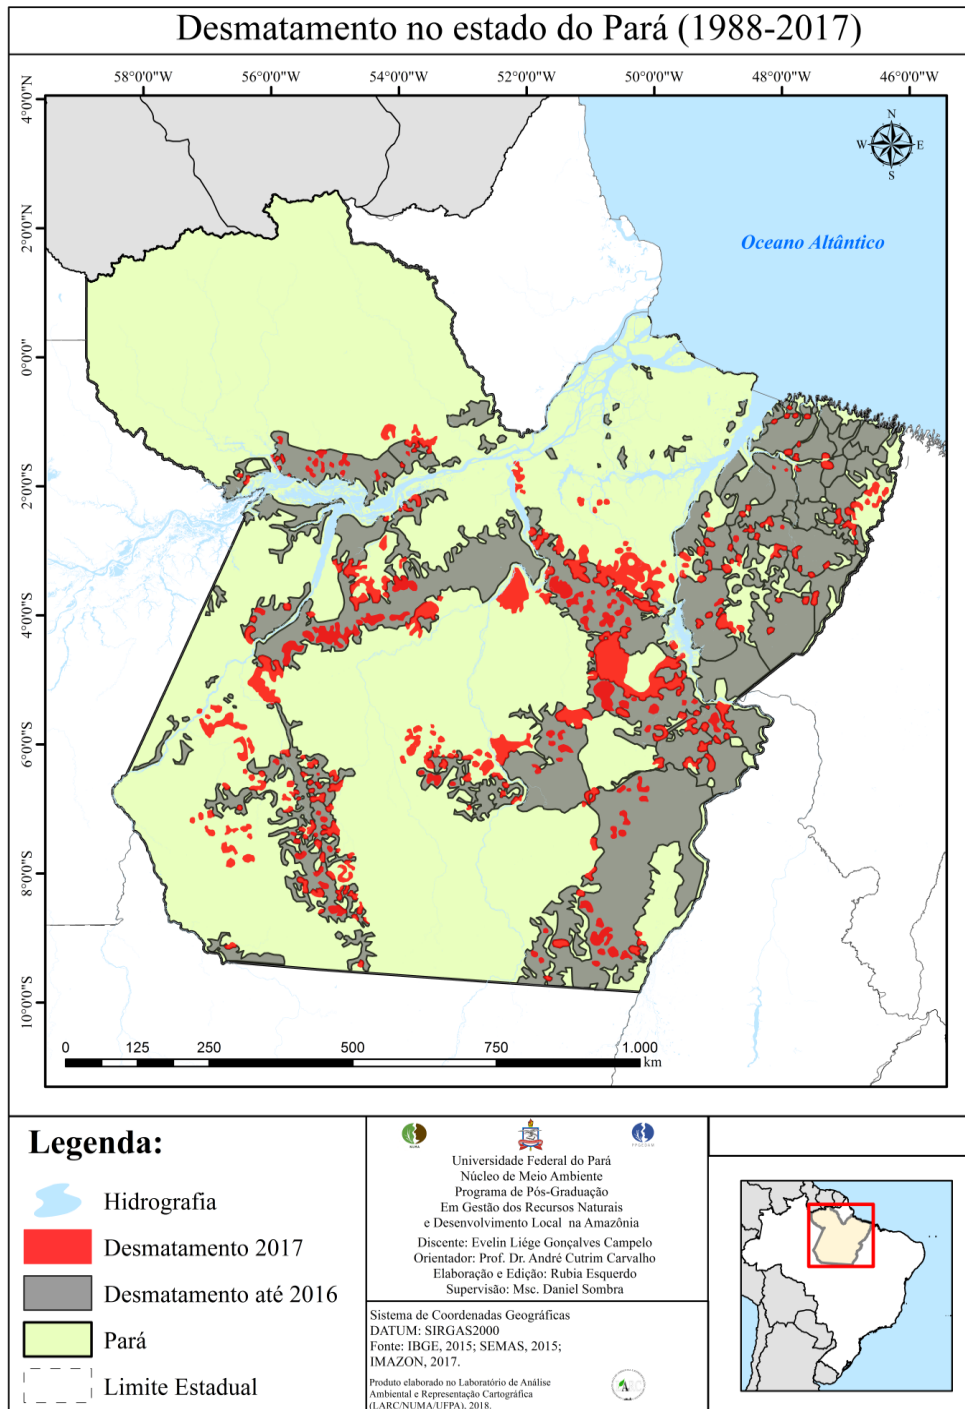 Desmatamento no estado do Pará (1988-2017)
58°0'0"W 56°0'0"W 54°0'0"W 52°0'0"W 50°0'0"W 48°0'0"W 46°0'0"W
4°0'0"N
2°0'0"N
0°0'0"
2°0'0"S
4°0'0"S
6°0'0"S
8°0'0"S
10°0'0"S
N
W E
S
Oceano Altântico
0 125 250 500 750 1.000
km
Legenda:
Hidrografia
Desmatamento 2017
Desmatamento até 2016
Pará
Limite Estadual
NUMA
PPGEDAM
Universidade Federal do Pará
Núcleo de Meio Ambiente
Programa de Pós-Graduação
Em Gestão dos Recursos Naturais
e Desenvolvimento Local na Amazônia
Discente: Evelin Liége Gonçalves Campelo
Orientador: Prof. Dr. André Cutrim Carvalho
Elaboração e Edição: Rubia Esquerdo
Supervisão: Msc. Daniel Sombra
Sistema de Coordenadas Geográficas
DATUM: SIRGAS2000
Fonte: IBGE, 2015; SEMAS, 2015;
IMAZON, 2017.
Produto elaborado no Laboratório de Análise
Ambiental e Representação Cartográfica
(LARC/NUMA/UFPA), 2018.